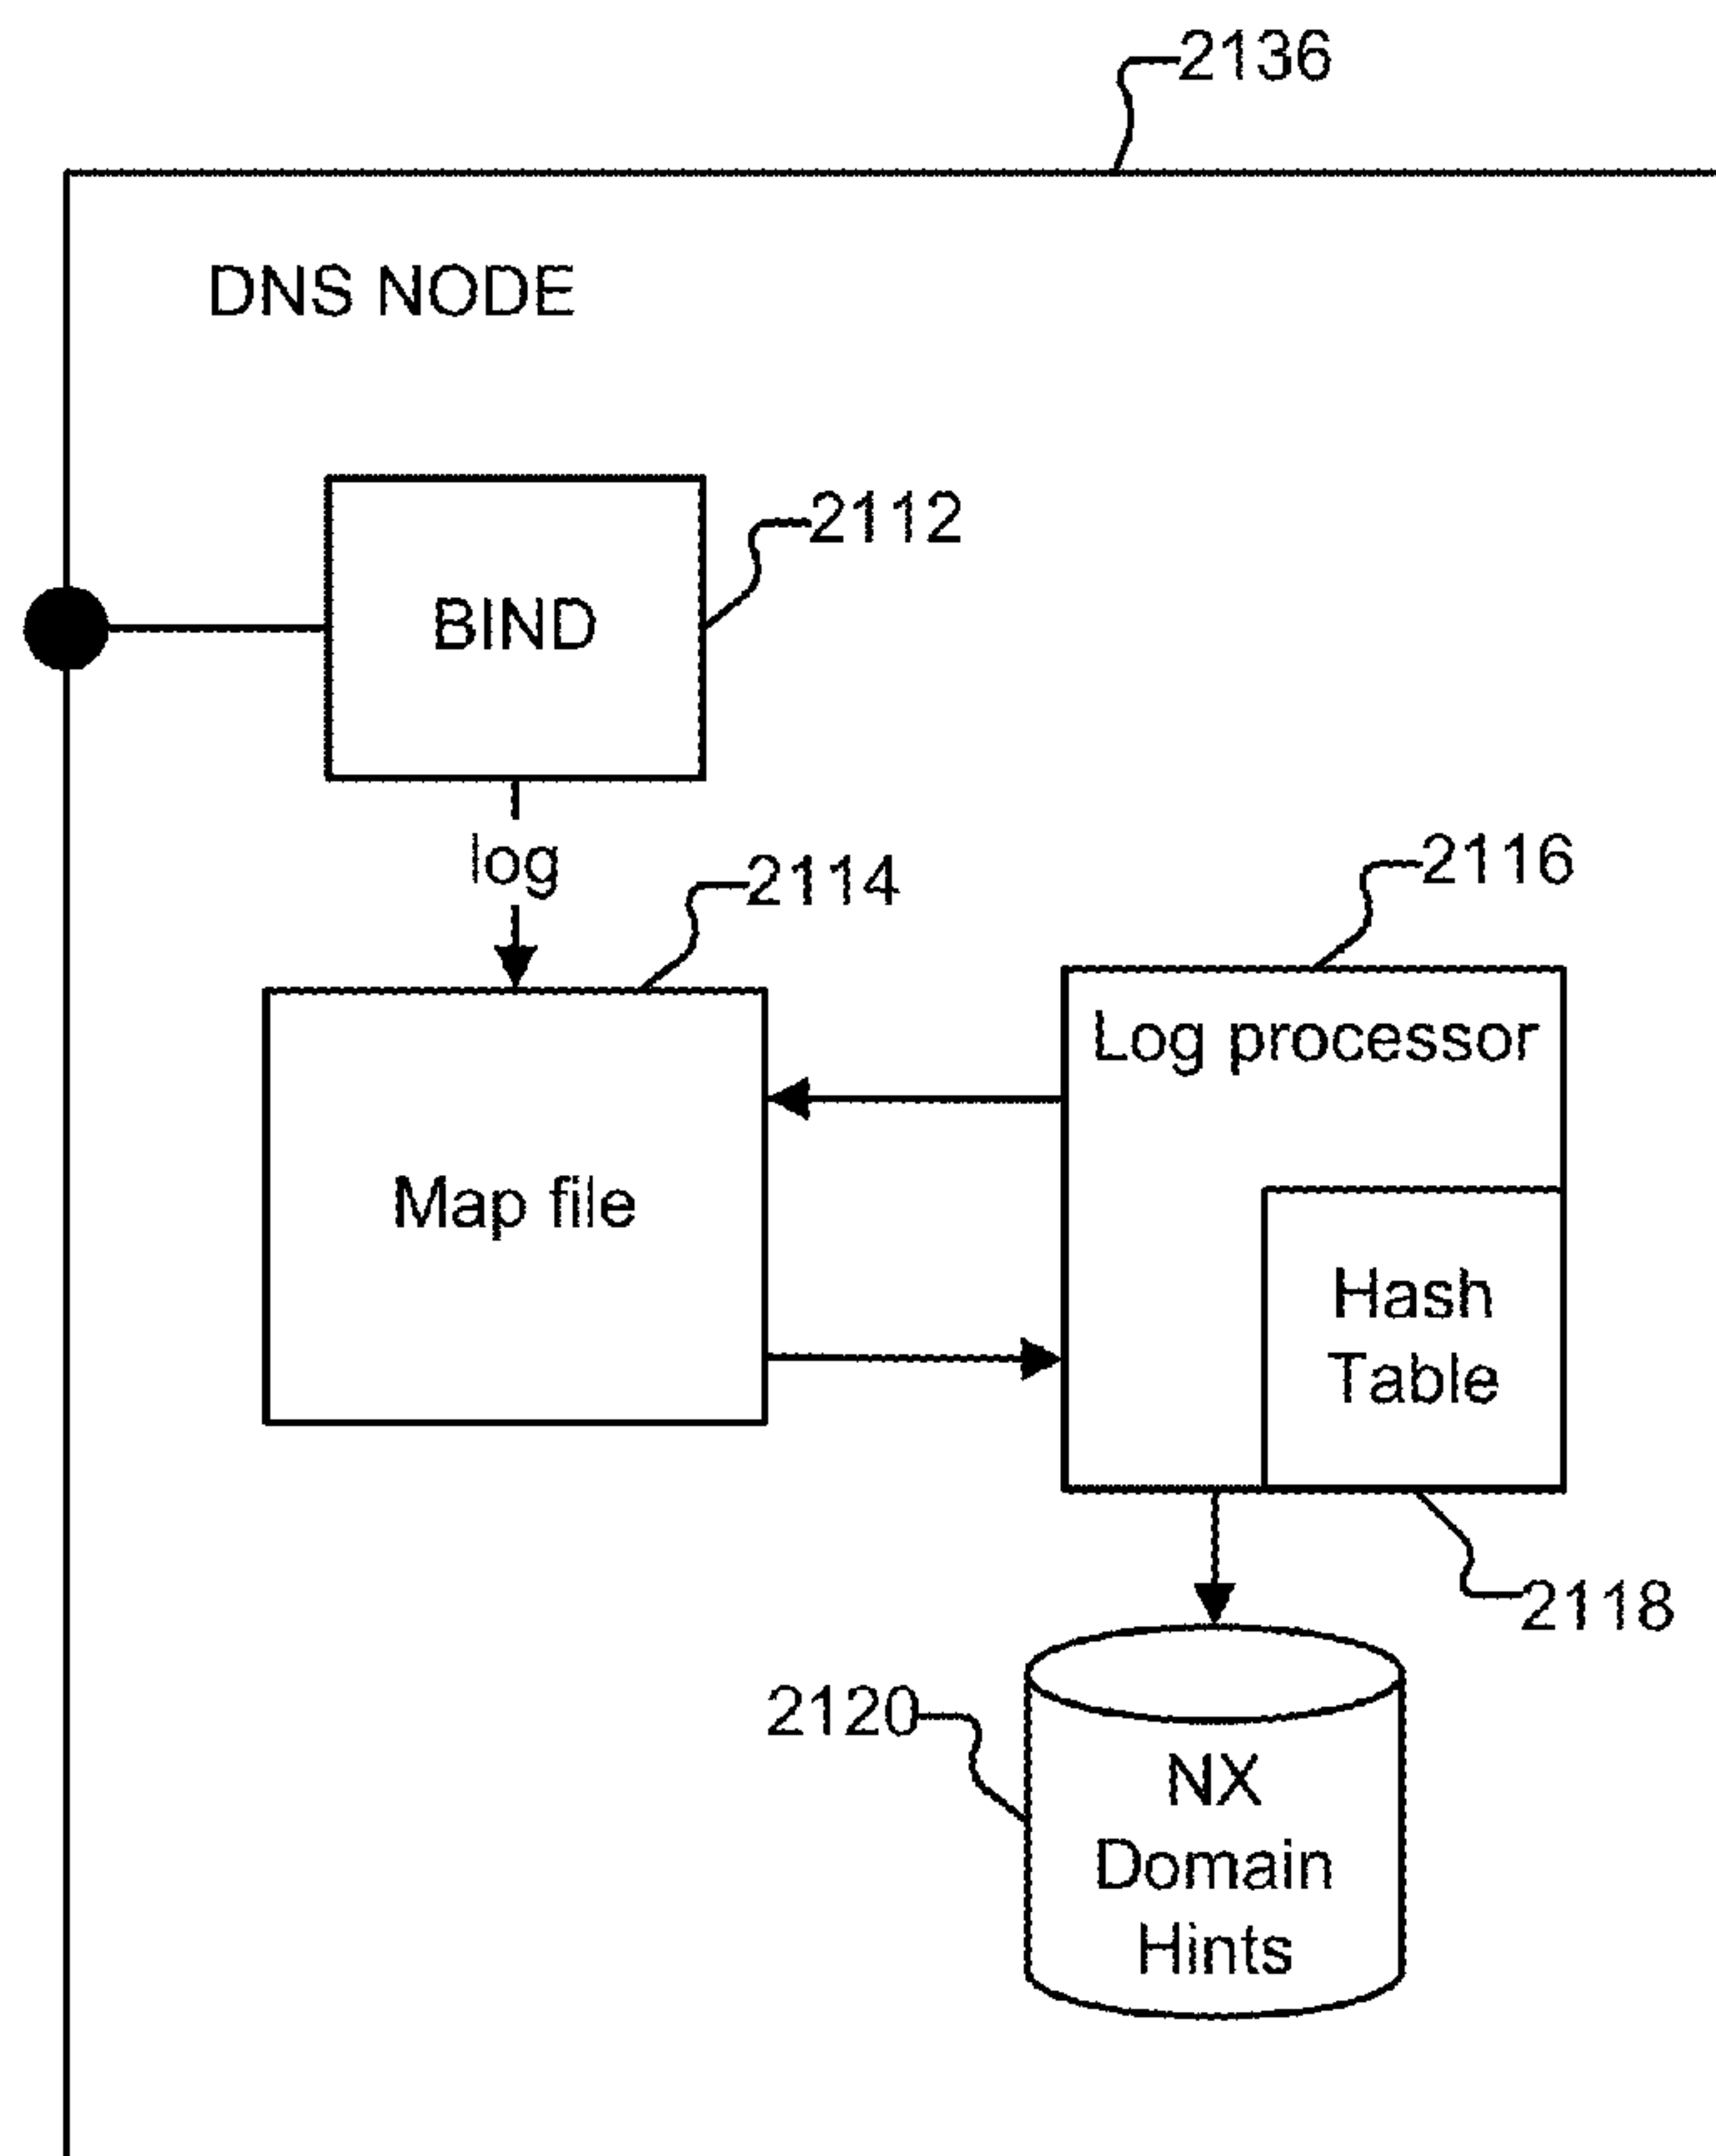 2136
DNS NODE
2112
BIND
log
2114
2116
Log processor
Map file
Hash
Table
2118
2120
NX
Domain
Hints